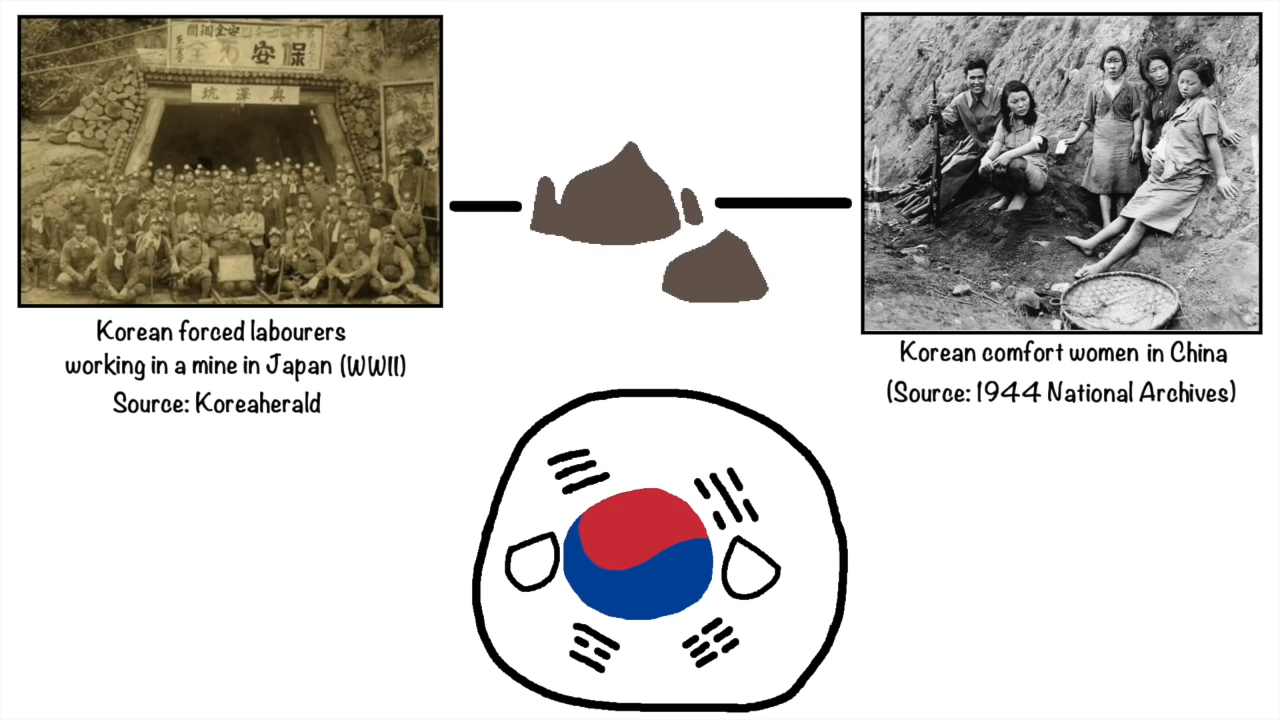 保安
奥澤坑
Korean forced labourers
working in a mine in Japan (WWII)
Source: Koreaherald
Korean comfort women in China
(Source: 1944 National Archives)